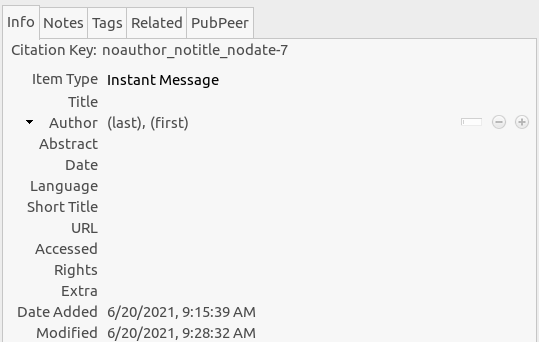 Info Notes Tags Related PubPeer
Citation Key: noauthor_notitle_nodate-7
Item Type Instant Message
Title
Author (last), (first)
Abstract
Date
Language
Short Title
URL
Accessed
Rights
Extra
Date Added 6/20/2021, 9:15:39 AM
Modified 6/20/2021, 9:28:32 AM